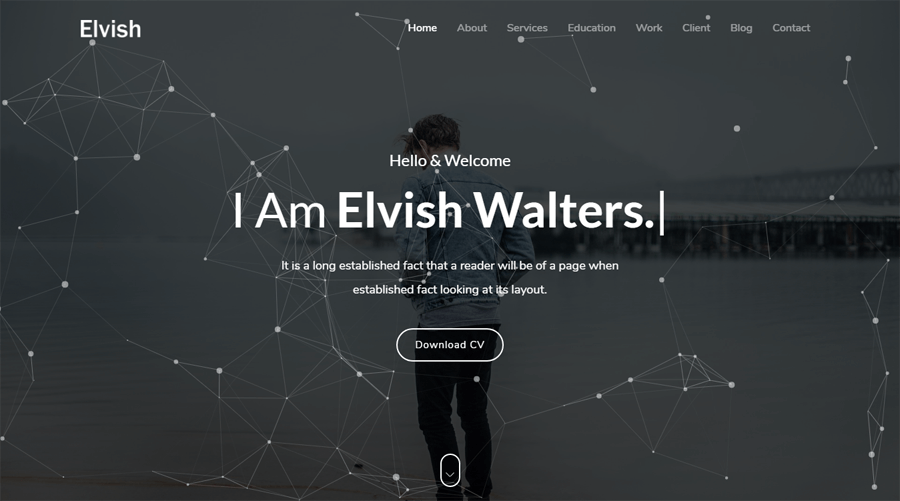 Elvish
Home About Services Education Work Client Blog Contact
Hello & Welcome
I Am Elvish Walters.|
It is a long established fact that a reader will be of a page when
established fact looking at its layout.
Download CV